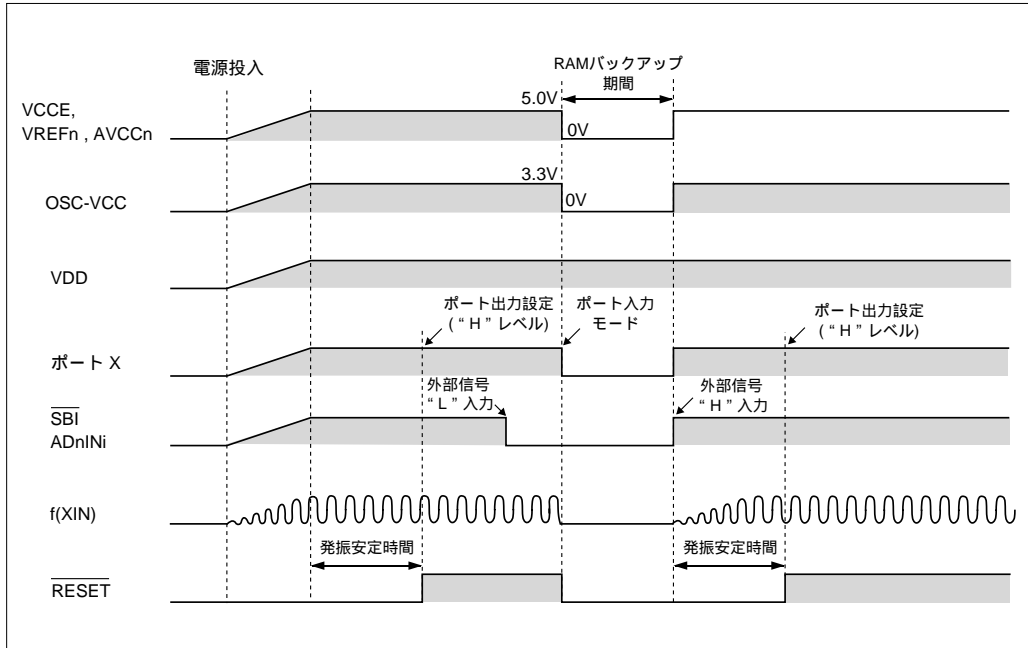 電源投入
RAMバックアップ
期間
VCCE,
VREFn , AVCCn
5.0V
0V
OSC-VCC
3.3V
0V
VDD
ポート出力設定
( “ H ” レベル)
ポート入力
モード
ポート出力設定
( “ H ” レベル)
ポート X
外部信号
“ L ” 入力
外部信号
“ H ” 入力
SBI
ADnINi
f(XIN)
発振安定時間
発振安定時間
RESET